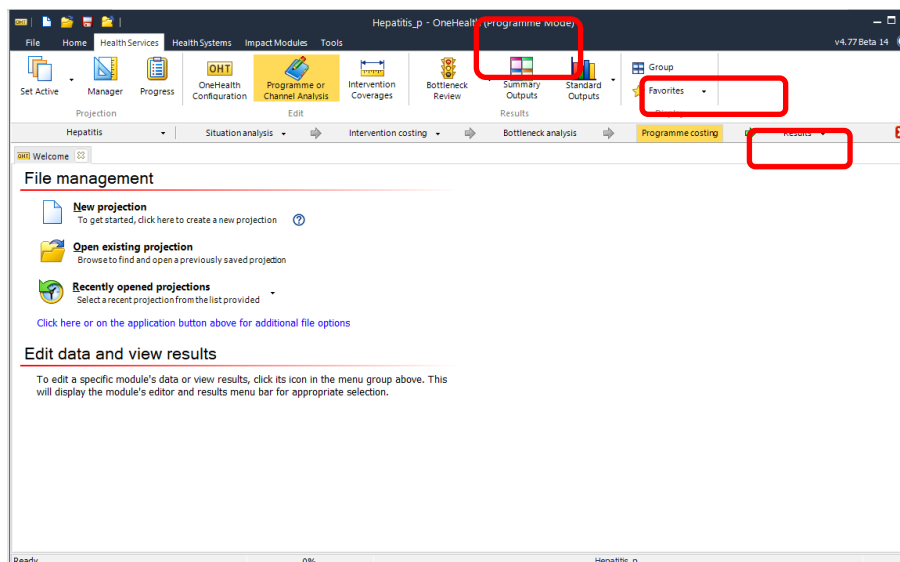 OHT
Hepatitis_p - OneHealth (Programme Mode)
File Home Health Services Health Systems Impact Modules Tools
v4.77 Beta 14
Set Active Manager Progress
OHT OneHealth Configuration
Programme or Channel Analysis
Intervention Coverages
Bottleneck Review
Summary Outputs
Standard Outputs
Group
Favorites
Projection Edit Results Display
Hepatitis Situation analysis Intervention costing Bottleneck analysis Programme costing Results
OHT Welcome
File management
New projection
To get started, click here to create a new projection
Open existing projection
Browse to find and open a previously saved projection
Recently opened projections
Select a recent projection from the list provided
Click here or on the application button above for additional file options
Edit data and view results
To edit a specific module's data or view results, click its icon in the menu group above. This
will display the module's editor and results menu bar for appropriate selection.
Ready 0% Hepatitis_p